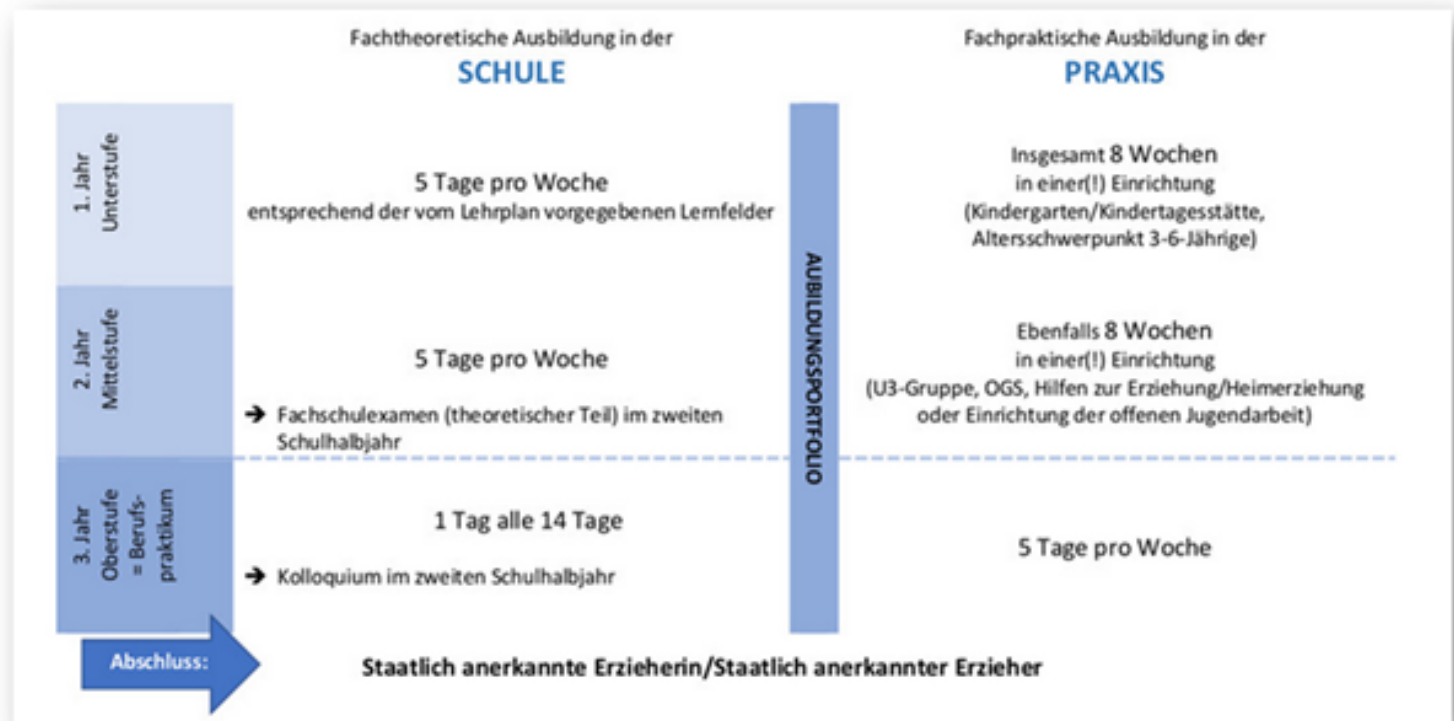 Fachtheoretische Ausbildung in der
SCHULE
Fachpraktische Ausbildung in der
PRAXIS
1. Jahr
Unterstufe
5 Tage pro Woche
entsprechend der vom Lehrplan vorgegebenen Lernfelder
Insgesamt 8 Wochen
in einer(!) Einrichtung
(Kindergarten/Kindertagesstätte,
Altersschwerpunkt 3-6-Jährige)
AUBILDUNGSPORTFOLIO
2. Jahr
Mittelstufe
5 Tage pro Woche
➔ Fachschulexamen (theoretischer Teil) im zweiten
Schulhalbjahr
Ebenfalls 8 Wochen
in einer(!) Einrichtung
(U3-Gruppe, OGS, Hilfen zur Erziehung/Heimerziehung
oder Einrichtung der offenen Jugendarbeit)
3. Jahr
Oberstufe
= Berufs-
praktikum
1 Tag alle 14 Tage
➔ Kolloquium im zweiten Schulhalbjahr
5 Tage pro Woche
Abschluss:
Staatlich anerkannte Erzieherin/Staatlich anerkannter Erzieher